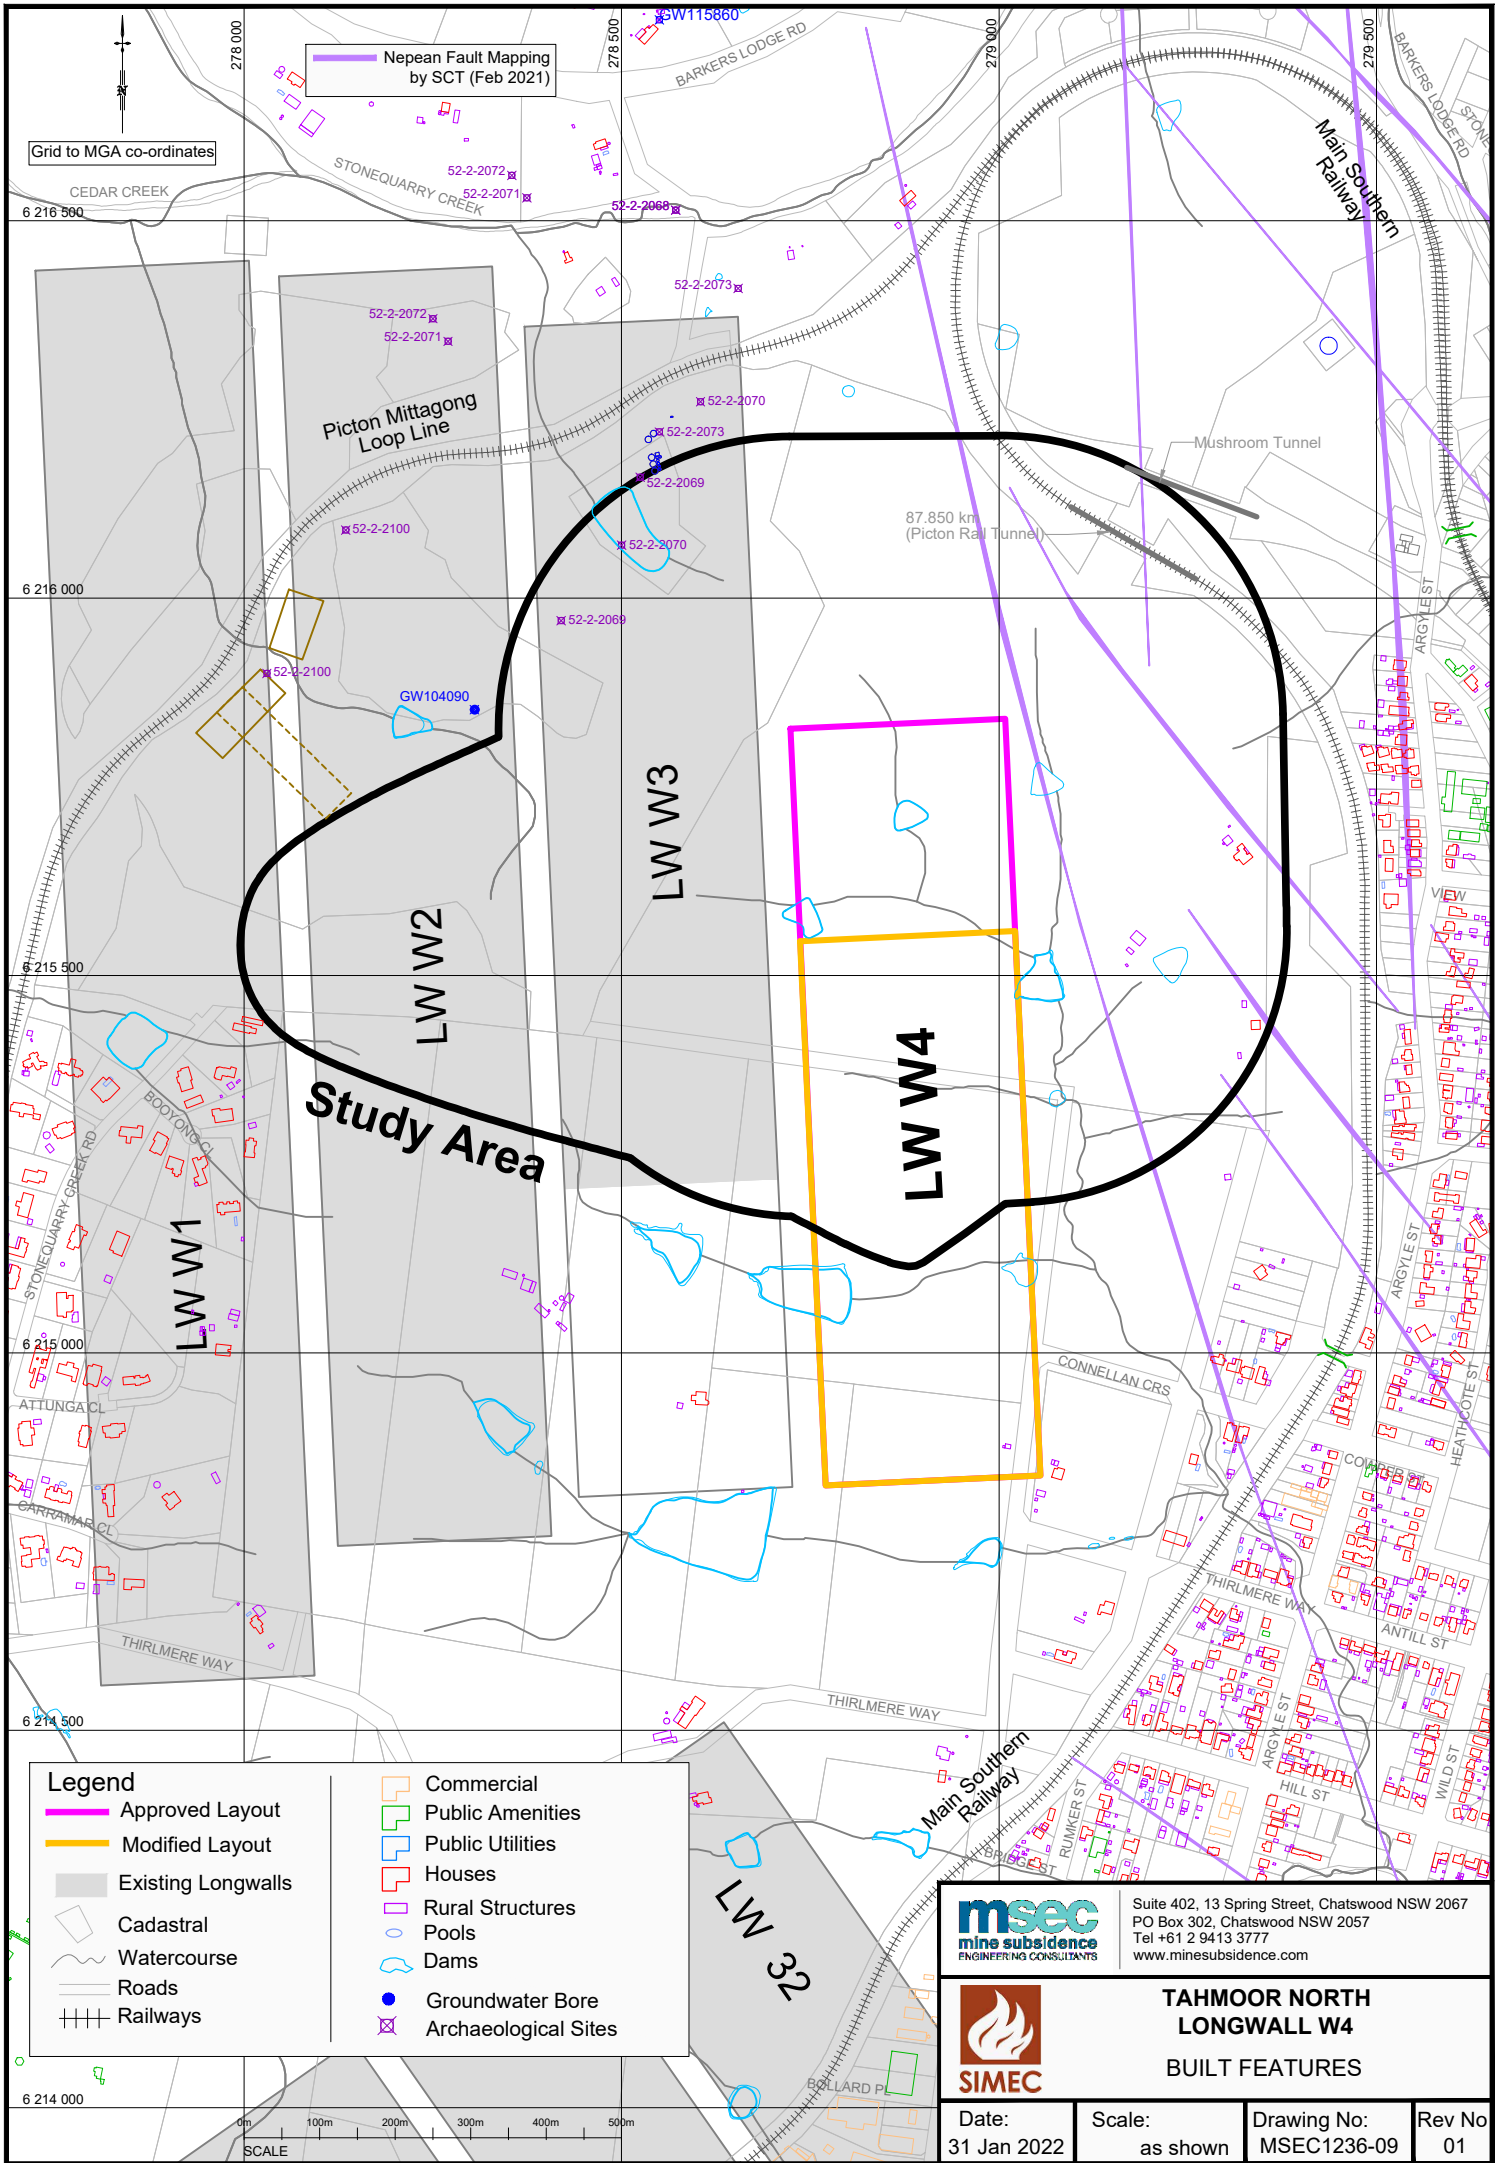 GW115860
278 000
278 500
279 000
279 500
Nepean Fault Mapping
by SCT (Feb 2021)
N
Grid to MGA co-ordinates
BARKERS LODGE RD
BARKERS LODGE RD
Main Southern
Railway
CEDAR CREEK
STONEQUARRY CREEK
52-2-2072
52-2-2071
52-2-2068
6 216 500
52-2-2073
52-2-2072
52-2-2071
Picton Mittagong
Loop Line
52-2-2070
52-2-2073
52-2-2069
Mushroom Tunnel
52-2-2100
52-2-2070
87.850 km
(Picton Rail Tunnel)
6 216 000
52-2-2069
ARGYLE ST
52-2-2100
GW104090
LW W3
VIEW
LW W2
6 215 500
LW W4
Study Area
BOOYONG CL
STONEQUARRY CREEK RD
LW W1
ARGYLE ST
6 215 000
CONNELLAN CRS
HEATHCOTE ST
ATTUNGA CL
COWPER ST
CARRAMAR CL
THIRLMERE WAY
ANTILL ST
THIRLMERE WAY
THIRLMERE WAY
ARGYLE ST
6 214 500
Main Southern
Railway
HILL ST
WILD ST
RUMKER ST
BRIDGE ST
LW 32
BOLLARD PL
Legend
Approved Layout
Modified Layout
Existing Longwalls
Cadastral
Watercourse
Roads
Railways
Commercial
Public Amenities
Public Utilities
Houses
Rural Structures
Pools
Dams
Groundwater Bore
Archaeological Sites
6 214 000
0m 100m 200m 300m 400m 500m
SCALE
msec
mine subsidence
ENGINEERING CONSULTANTS
Suite 402, 13 Spring Street, Chatswood NSW 2067
PO Box 302, Chatswood NSW 2057
Tel +61 2 9413 3777
www.minesubsidence.com
SIMEC
TAHMOOR NORTH
LONGWALL W4
BUILT FEATURES
Date:
31 Jan 2022
Scale:
as shown
Drawing No:
MSEC1236-09
Rev No
01